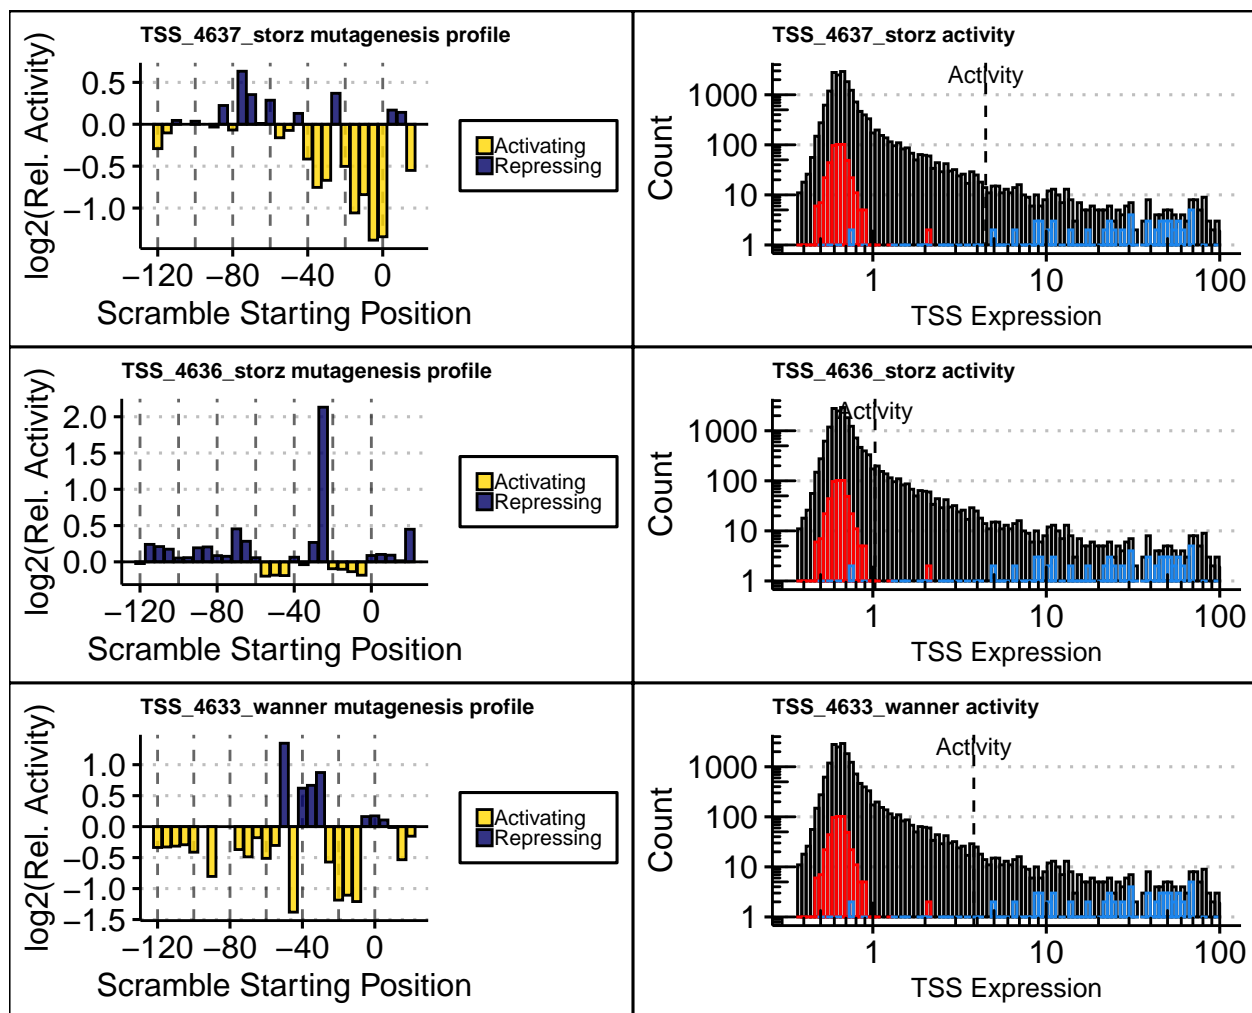 TSS_4637_storz mutagenesis profile
log2(Rel. Activity)
0.5
0.0
−0.5
−1.0
−120 −80 −40 0
Scramble Starting Position
Activating
Repressing
TSS_4637_storz activity
Activity
Count
1000
100
10
1
1 10 100
TSS Expression
TSS_4636_storz mutagenesis profile
log2(Rel. Activity)
2.0
1.5
1.0
0.5
0.0
−120 −80 −40 0
Scramble Starting Position
Activating
Repressing
TSS_4636_storz activity
Activity
Count
1000
100
10
1
1 10 100
TSS Expression
TSS_4633_wanner mutagenesis profile
log2(Rel. Activity)
1.0
0.5
0.0
−0.5
−1.0
−1.5
−120 −80 −40 0
Scramble Starting Position
Activating
Repressing
TSS_4633_wanner activity
Activity
Count
1000
100
10
1
1 10 100
TSS Expression